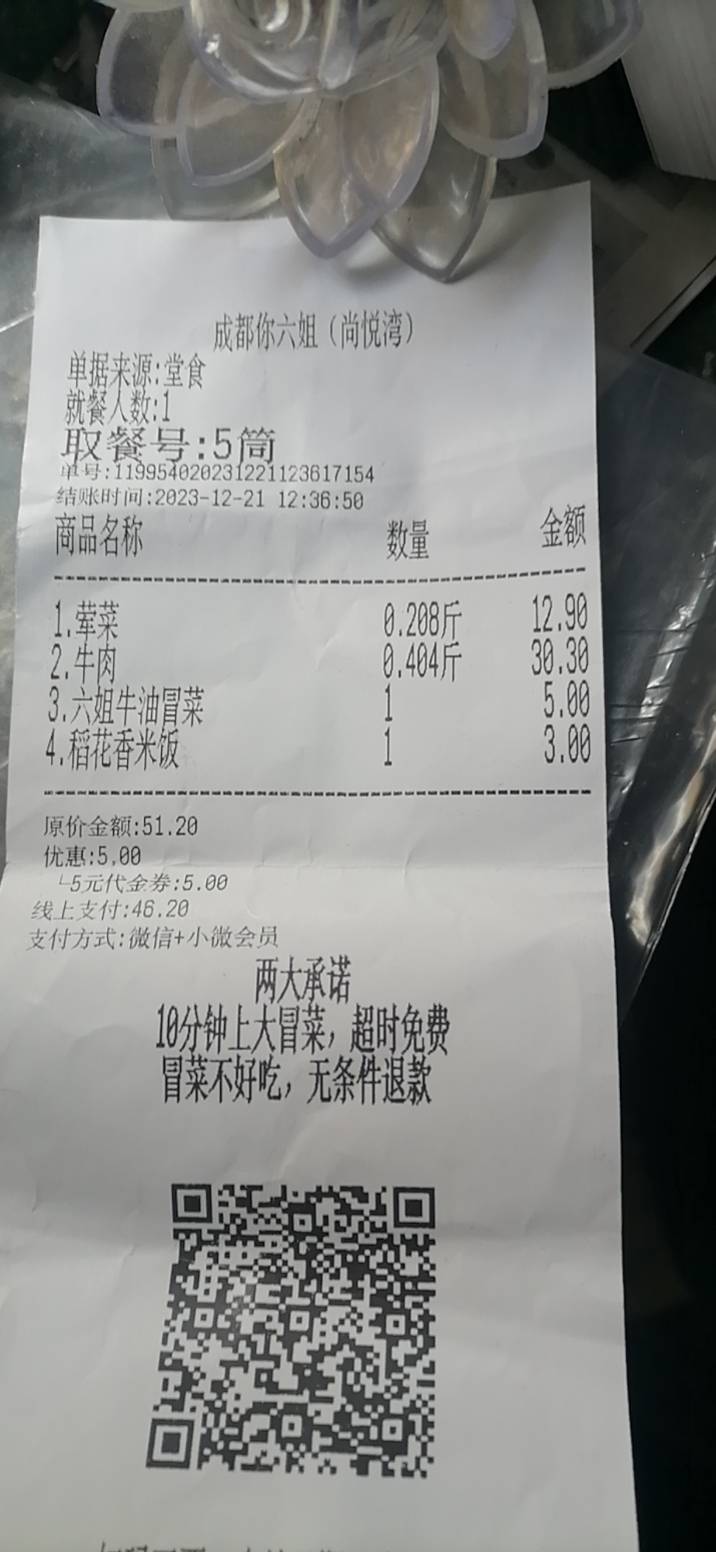 成都你六姐（尚悦湾）
单据来源:堂食
就餐人数:1
取餐号:5筒
单号:119954020231221123617154
结账时间:2023-12-21 12:36:50
商品名称 数量 金额
1.荤菜 0.208斤 12.90
2.牛肉 0.404斤 30.30
3.六姐牛油冒菜 1 5.00
4.稻花香米饭 1 3.00
原价金额:51.20
优惠:5.00
└5元代金券:5.00
线上支付:46.20
支付方式:微信+小微会员
两大承诺
10分钟上大冒菜，超时免费
冒菜不好吃，无条件退款